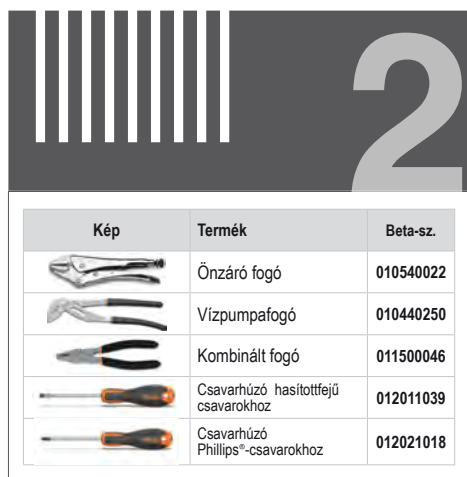 2
Kép Termék Beta-sz.
Önzáró fogó 010540022
Vízpumpafogó 010440250
Kombinált fogó 011500046
Csavarhúzó hasítottfejű
csavarokhoz 012011039
Csavarhúzó
Phillips®-csavarokhoz 012021018